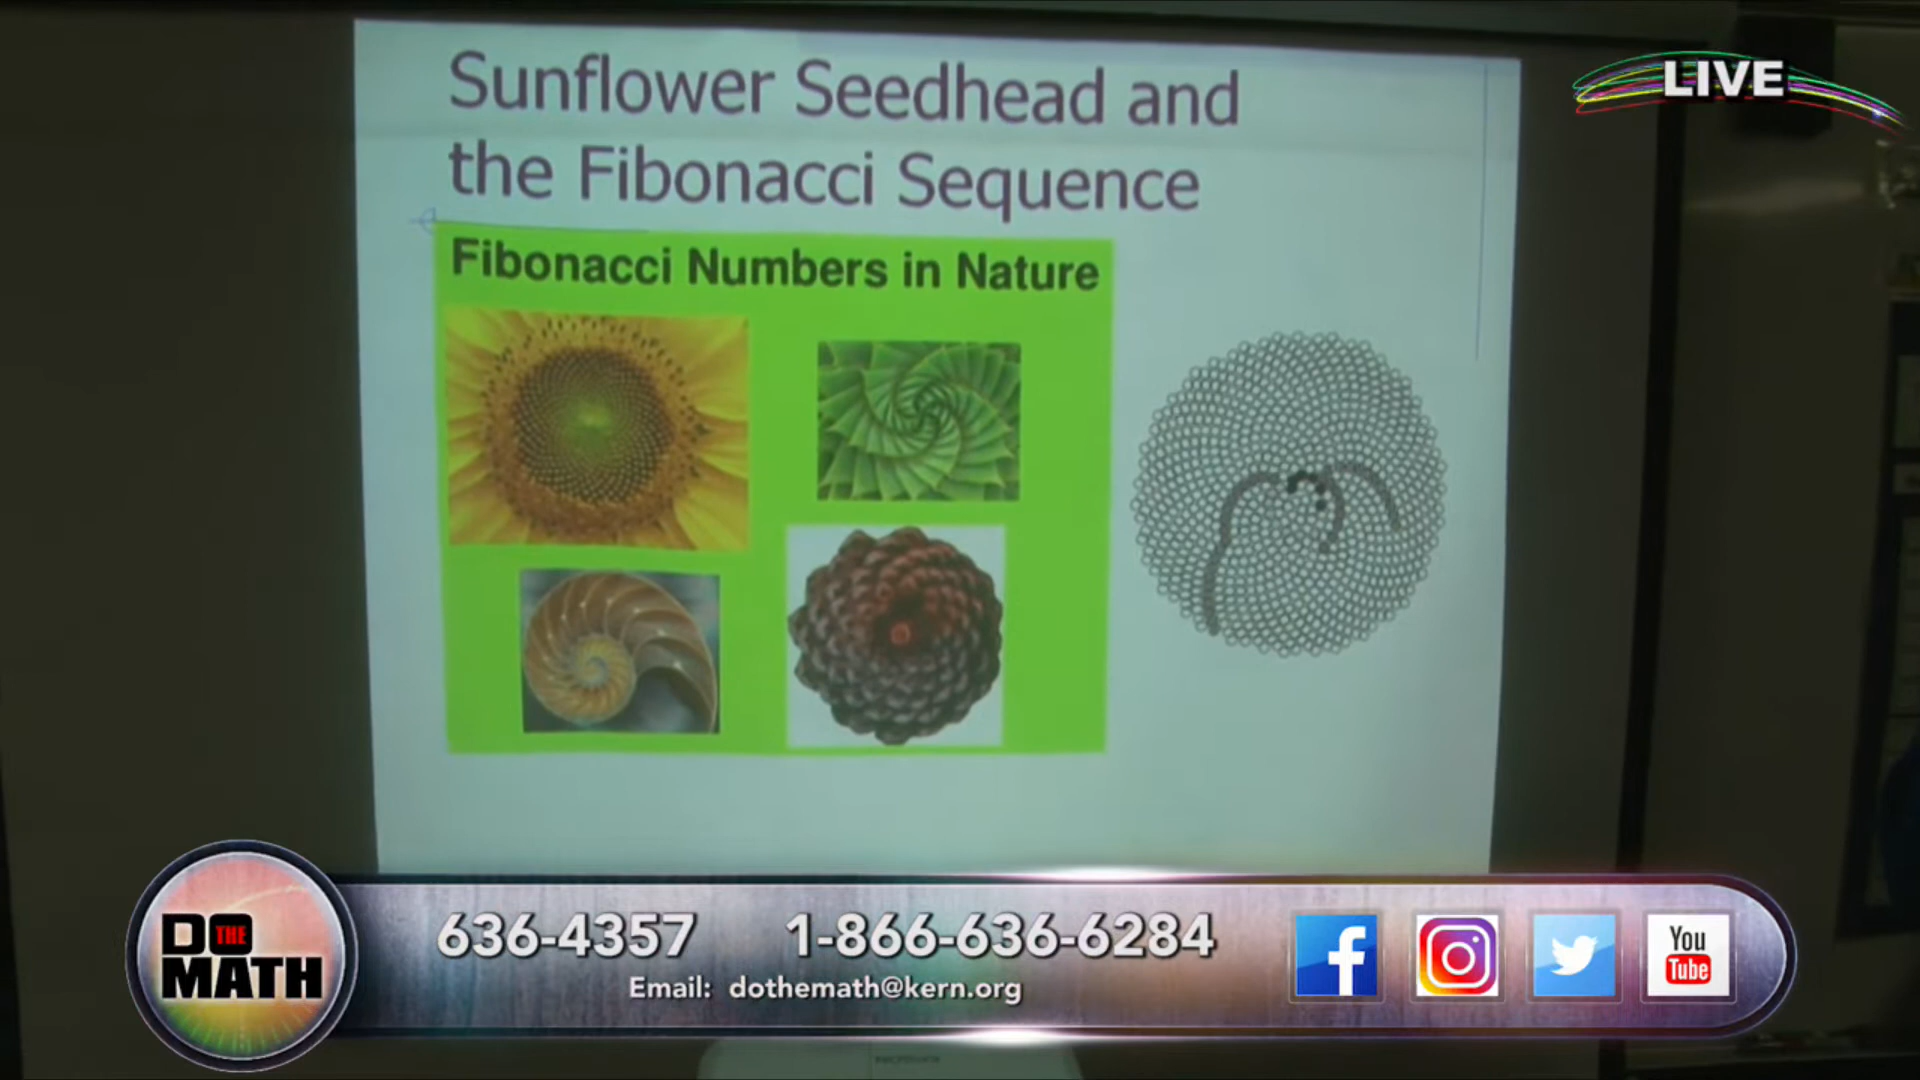 Sunflower Seedhead and
the Fibonacci Sequence
LIVE
Fibonacci Numbers in Nature
DO THE
MATH
636-4357 1-866-636-6284
Email: dothemath@kern.org
f
You
Tube